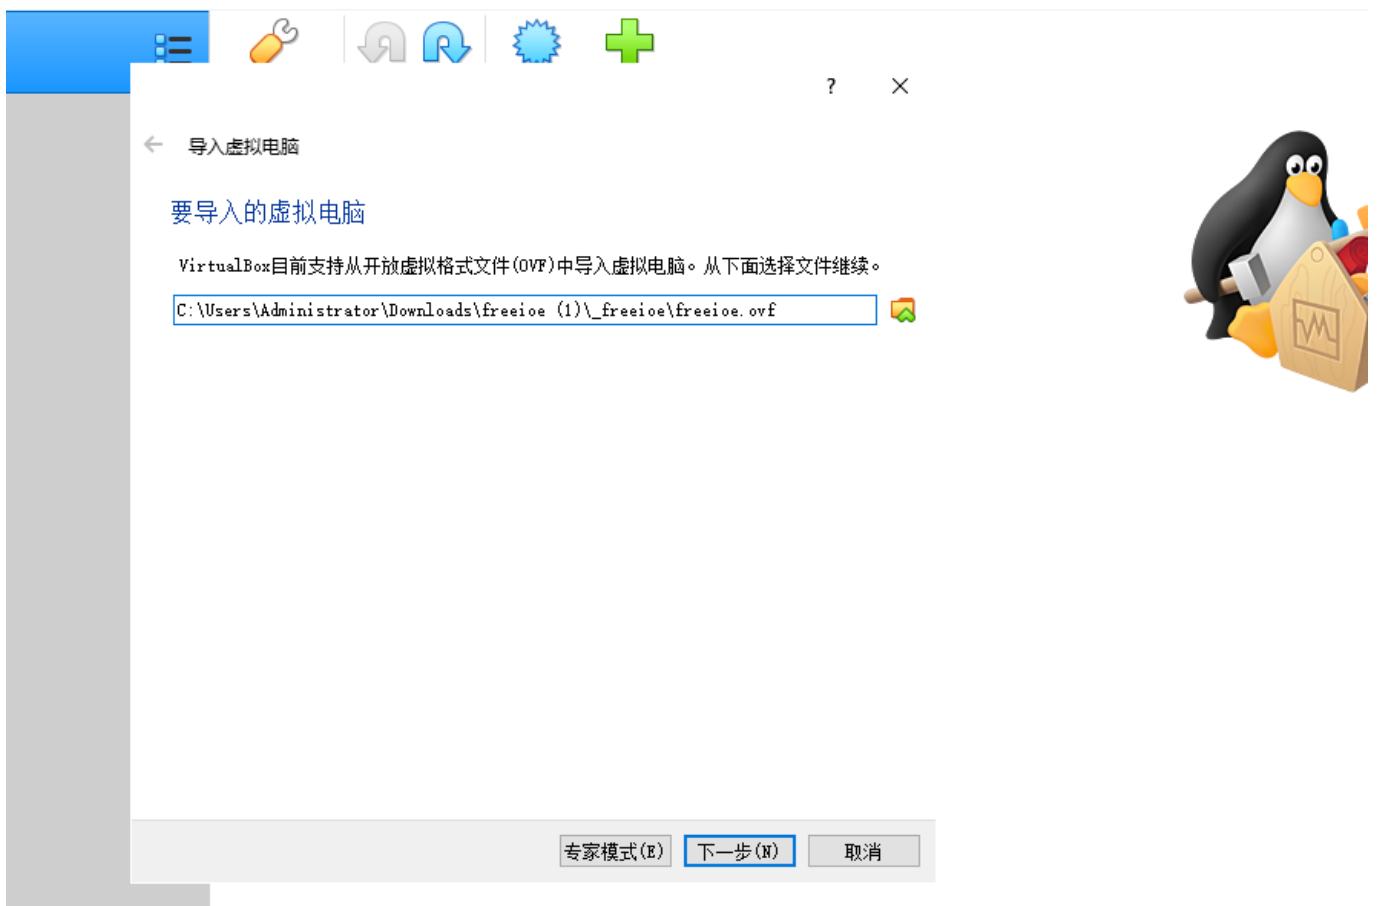 ?
导入虚拟电脑
要导入的虚拟电脑
VirtualBox目前支持从开放虚拟格式文件(OVF)中导入虚拟电脑。从下面选择文件继续。
C:\Users\Administrator\Downloads\freeioe (1)\_freeioe\freeioe.ovf
专家模式(E) 下一步(N) 取消